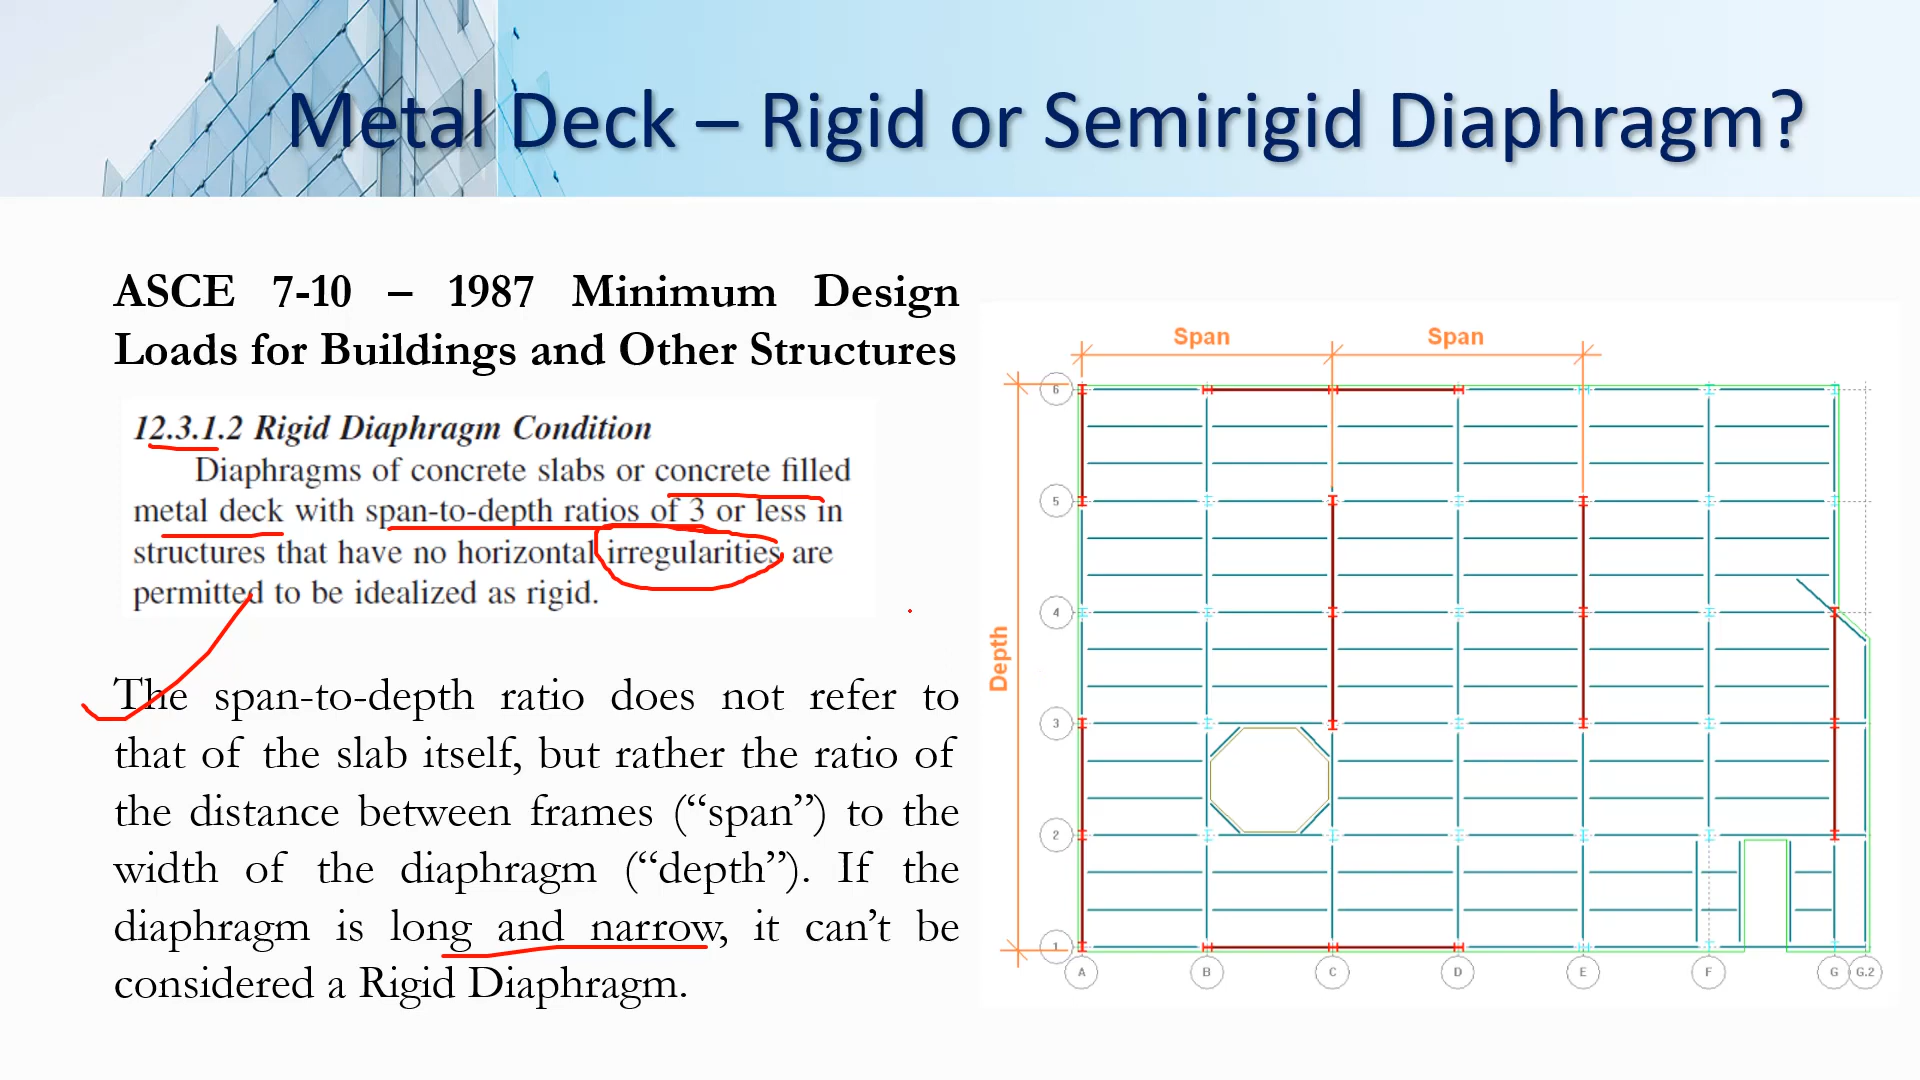 Metal Deck – Rigid or Semirigid Diaphragm?
ASCE 7-10 – 1987 Minimum Design
Loads for Buildings and Other Structures
12.3.1.2 Rigid Diaphragm Condition
Diaphragms of concrete slabs or concrete filled
metal deck with span-to-depth ratios of 3 or less in
structures that have no horizontal irregularities are
permitted to be idealized as rigid.
The span-to-depth ratio does not refer to
that of the slab itself, but rather the ratio of
the distance between frames (“span”) to the
width of the diaphragm (“depth”). If the
diaphragm is long and narrow, it can’t be
considered a Rigid Diaphragm.
Span Span
Depth
6
5
4
3
2
1
A B C D E F G G.2